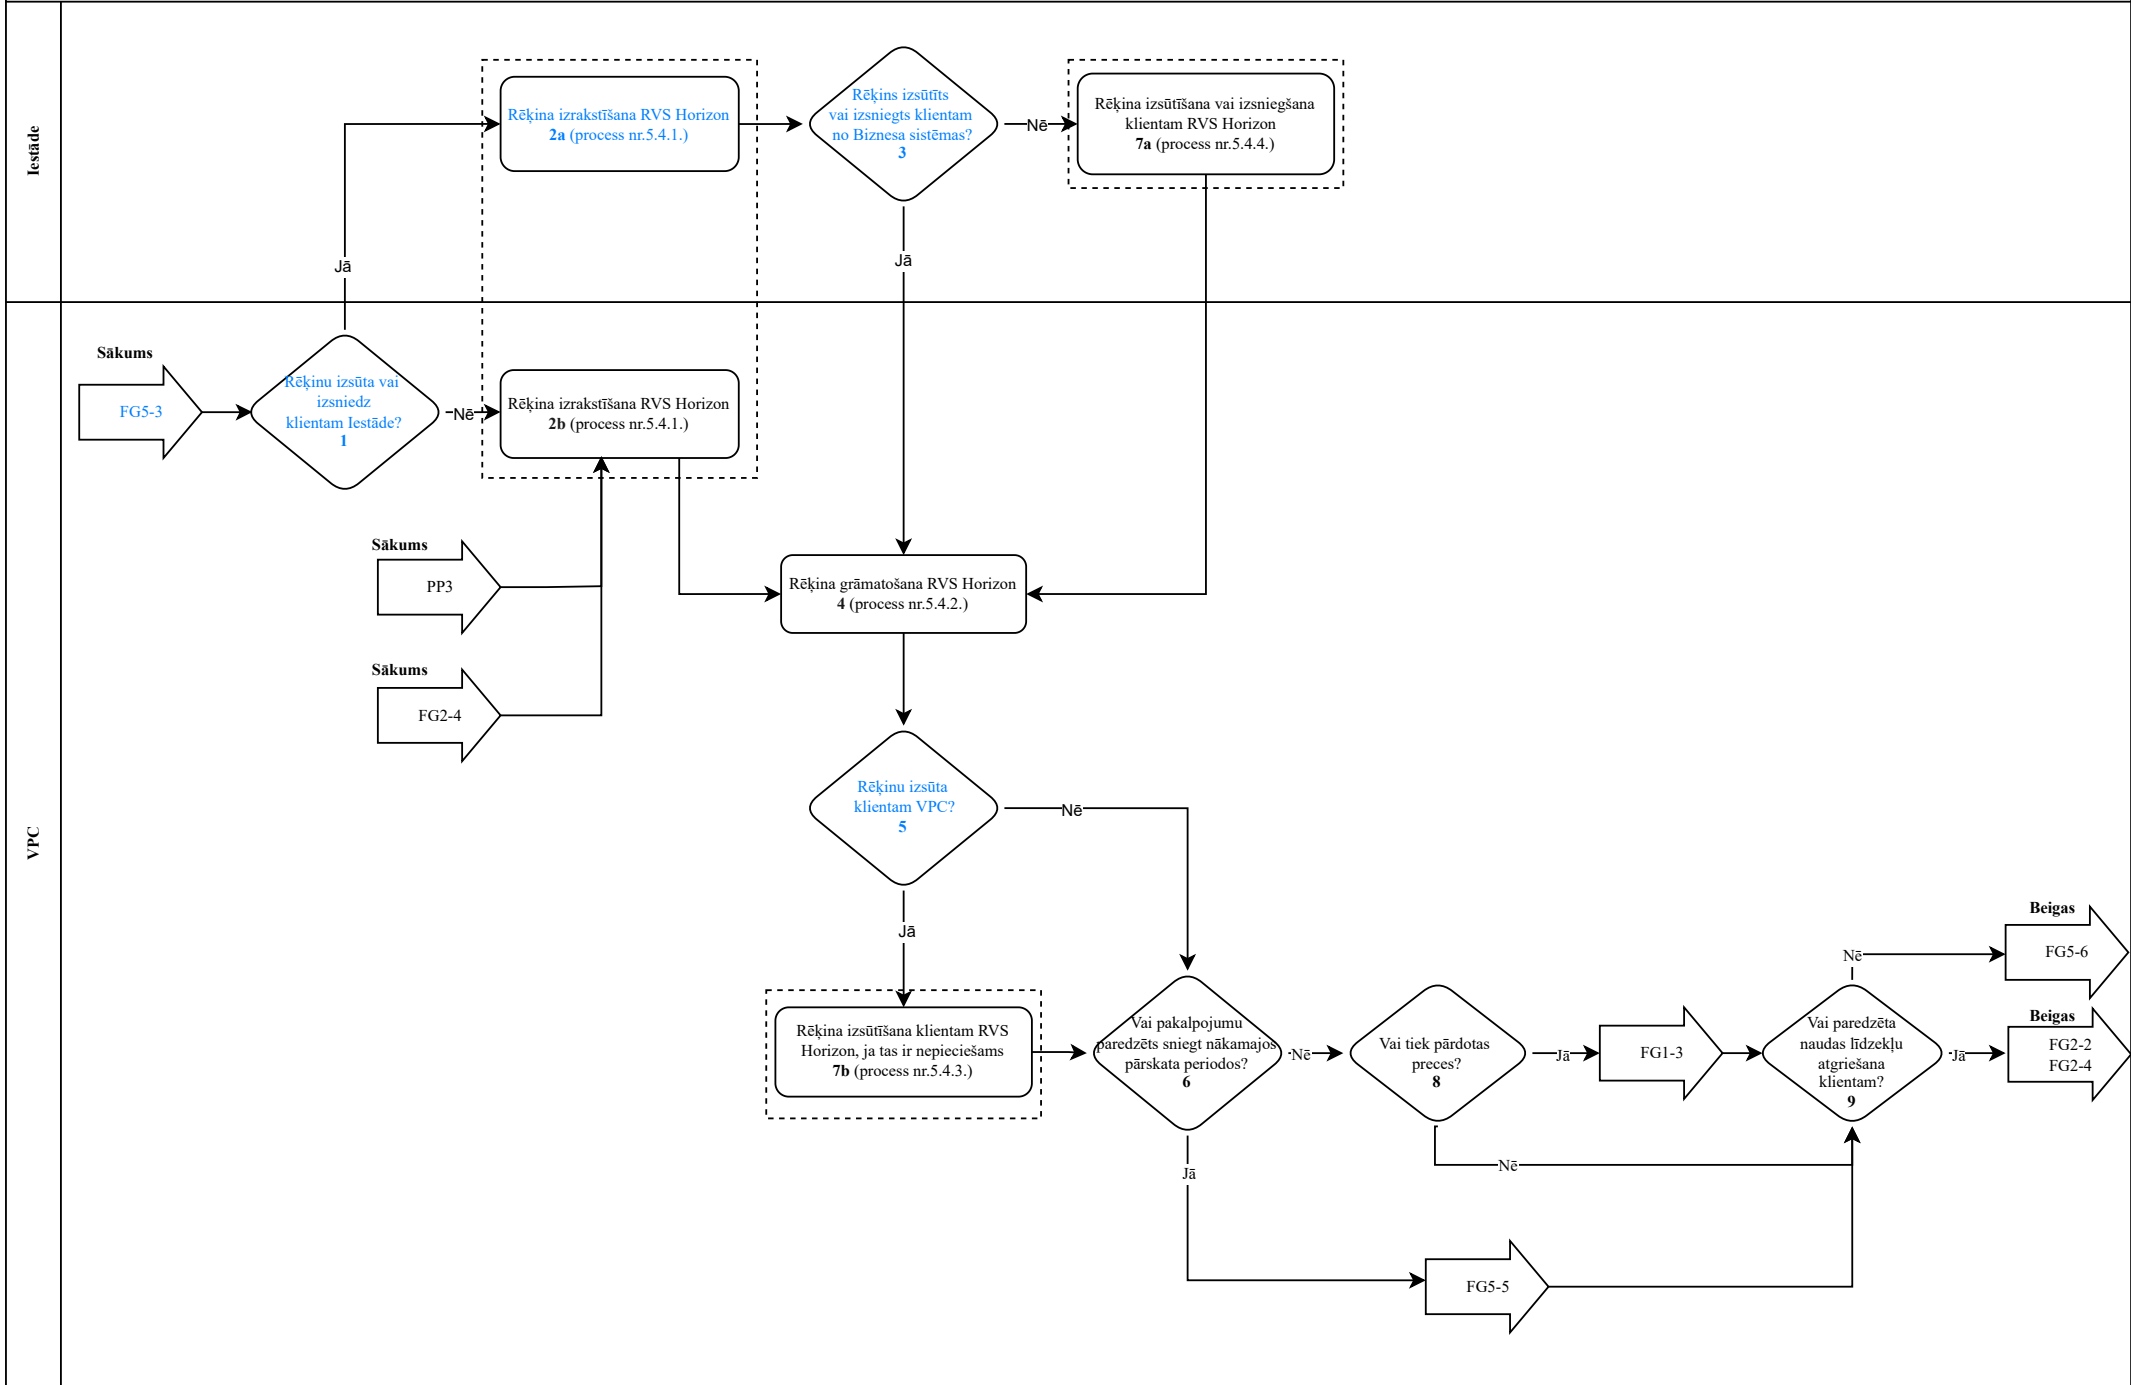 Iestāde
Rēķina izrakstīšana RVS Horizon
2a (process nr.5.4.1.)
Rēķins izsūtīts
vai izsniegts klientam
no Biznesa sistēmas?
3
Nē
Rēķina izsūtīšana vai izsniegšana
klientam RVS Horizon
7a (process nr.5.4.4.)
Jā
Jā
VPC
Sākums
FG5-3
Rēķinu izsūta vai
izsniedz
klientam Iestāde?
1
Nē
Rēķina izrakstīšana RVS Horizon
2b (process nr.5.4.1.)
Sākums
PP3
Sākums
FG2-4
Rēķina grāmatošana RVS Horizon
4 (process nr.5.4.2.)
Rēķinu izsūta
klientam VPC?
5
Nē
Jā
Rēķina izsūtīšana klientam RVS
Horizon, ja tas ir nepieciešams
7b (process nr.5.4.3.)
Vai pakalpojumu
paredzēts sniegt nākamajos
pārskata periodos?
6
Nē
Vai tiek pārdotas
preces?
8
Jā
FG1-3
Vai paredzēta
naudas līdzekļu
atgriešana
klientam?
9
Nē
Beigas
FG5-6
Jā
Beigas
FG2-2
FG2-4
Nē
Jā
FG5-5